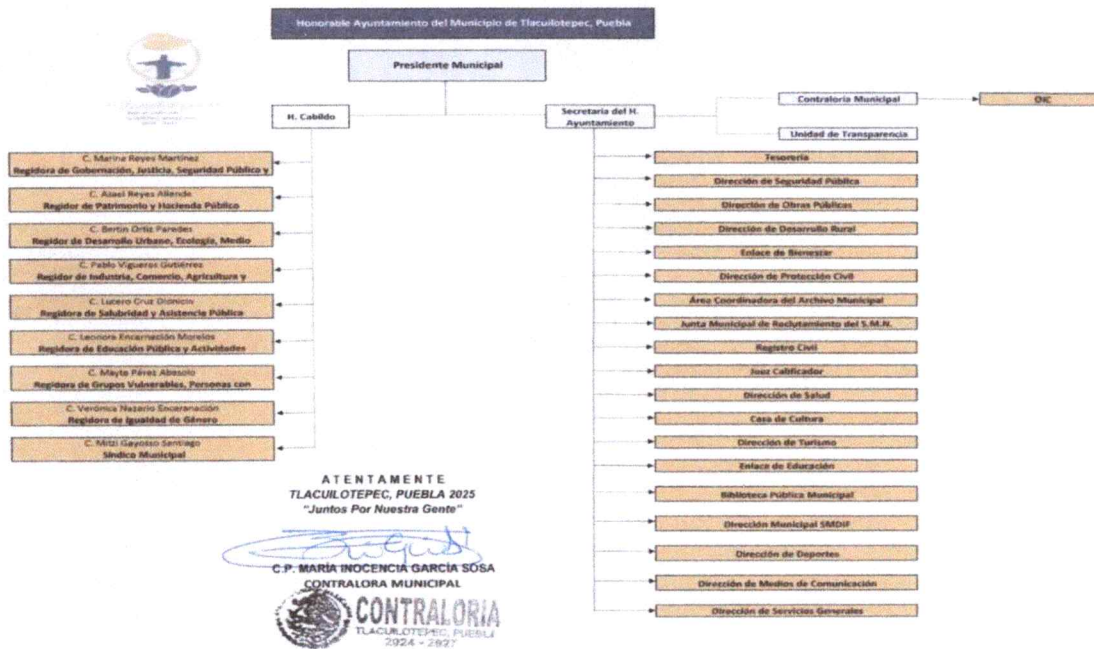 Honorable Ayuntamiento del Municipio de Tlacuilotepec, Puebla
Presidente Municipal
H. Cabildo
Secretaría del H.
Ayuntamiento
Contraloría Municipal
OIC
Unidad de Transparencia
C. Marina Reyes Martínez
Regidora de Gobernación, Justicia, Seguridad Pública y
C. Azael Reyes Allende
Regidor de Patrimonio y Hacienda Público
C. Bertin Ortiz Paredes
Regidor de Desarrollo Urbano, Ecología, Medio
C. Pablo Vigueras Gutiérrez
Regidor de Industria, Comercio, Agricultura y
C. Lucero Cruz Dionicio
Regidora de Salubridad y Asistencia Pública
C. Leonora Encarnación Morelos
Regidora de Educación Pública y Actividades
C. Mayte Pérez Abasolo
Regidora de Grupos Vulnerables, Personas con
C. Verónica Nazario Encarnación
Regidora de Igualdad de Género
C. Mitzi Gayosso Santiago
Síndico Municipal
Tesorería
Dirección de Seguridad Pública
Dirección de Obras Públicas
Dirección de Desarrollo Rural
Enlace de Bienestar
Dirección de Protección Civil
Área Coordinadora del Archivo Municipal
Junta Municipal de Reclutamiento del S.M.N.
Registro Civil
Juez Calificador
Dirección de Salud
Casa de Cultura
Dirección de Turismo
Enlace de Educación
Biblioteca Pública Municipal
Dirección Municipal SMDIF
Dirección de Deportes
Dirección de Medios de Comunicación
Dirección de Servicios Generales
ATENTAMENTE
TLACUILOTEPEC, PUEBLA 2025
"Juntos Por Nuestra Gente"
C.P. MARÍA INOCENCIA GARCÍA SOSA
CONTRALORA MUNICIPAL
CONTRALORIA
TLACUILOTEPEC, PUEBLA
2024 - 2027